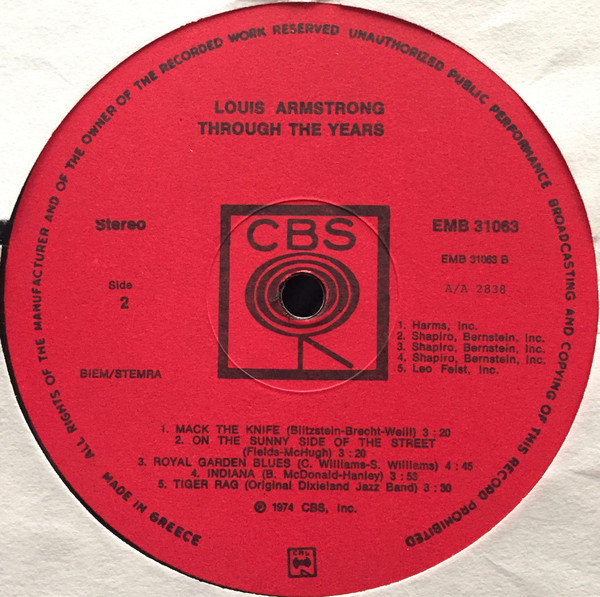 ALL RIGHTS OF THE MANUFACTURER AND OF THE OWNER OF THE RECORDED WORK RESERVED UNAUTHORIZED PUBLIC PERFORMANCE BROADCASTING AND COPYING OF THIS RECORD PROHIBITED
LOUIS ARMSTRONG
THROUGH THE YEARS
Stereo
CBS
EMB 31063
EMB 31063 B
Side
2
A/A 2838
1. Harms, Inc.
2. Shapiro, Bernstein, Inc.
3. Shapiro, Bernstein, Inc.
4. Shapiro, Bernstein, Inc.
5. Leo Feist, Inc.
BIEM/STEMRA
1. MACK THE KNIFE (Blitzstein-Brecht-Weill) 3 : 20
2. ON THE SUNNY SIDE OF THE STREET
(Fields-McHugh) 3 : 20
3. ROYAL GARDEN BLUES (C. Williams-S. Williams) 4 : 45
4. INDIANA (B. McDonald-Hanley) 3 : 55
5. TIGER RAG (Original Dixieland Jazz Band) 3 : 30
℗ 1974 CBS, Inc.
MADE IN GREECE